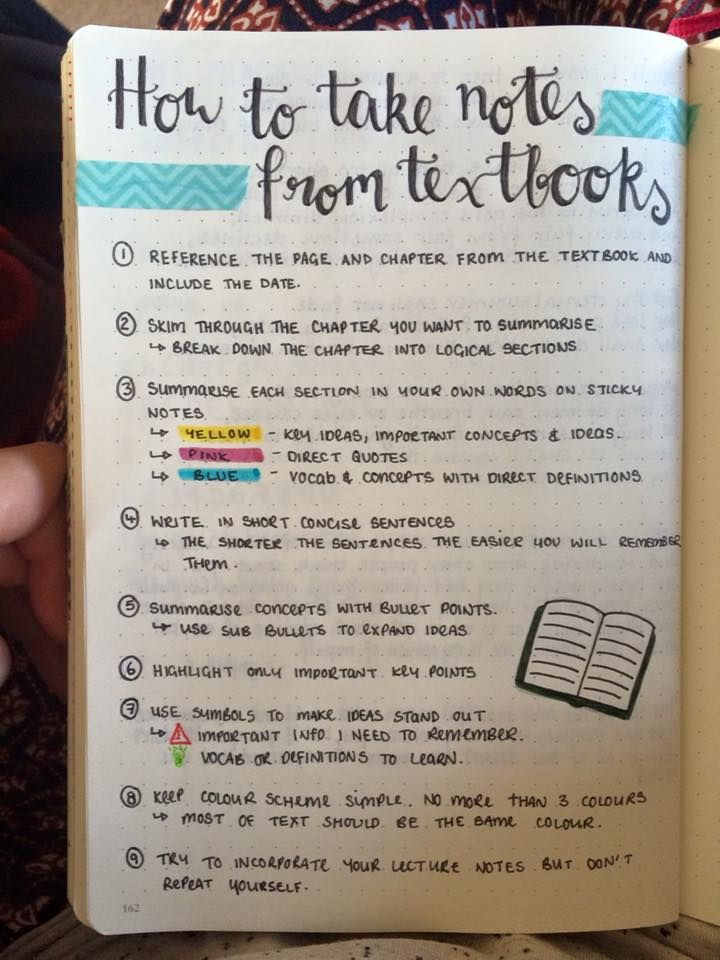 How to take notes
from textbooks
1 REFERENCE THE PAGE AND CHAPTER FROM THE TEXTBOOK AND
INCLUDE THE DATE.
2 SKIM THROUGH THE CHAPTER YOU WANT TO SUMMARISE
↳ BREAK DOWN THE CHAPTER INTO LOGICAL SECTIONS
3 SUMMARISE EACH SECTION IN YOUR OWN WORDS ON STICKY
NOTES
↳ YELLOW - KEY IDEAS, IMPORTANT CONCEPTS & IDEAS.
↳ PINK - DIRECT QUOTES
↳ BLUE - VOCAB & CONCEPTS WITH DIRECT DEFINITIONS
4 WRITE IN SHORT CONCISE SENTENCES
↳ THE SHORTER THE SENTENCES THE EASIER YOU WILL REMEMBER
THEM.
5 SUMMARISE CONCEPTS WITH BULLET POINTS.
↳ USE SUB BULLETS TO EXPAND IDEAS
6 HIGHLIGHT ONLY IMPORTANT KEY POINTS
7 USE SYMBOLS TO MAKE IDEAS STAND OUT
↳ ⚠ IMPORTANT INFO I NEED TO REMEMBER.
VOCAB OR DEFINITIONS TO LEARN.
8 KEEP COLOUR SCHEME SIMPLE. NO MORE THAN 3 COLOURS
↳ MOST OF TEXT SHOULD BE THE SAME COLOUR.
9 TRY TO INCORPORATE YOUR LECTURE NOTES BUT DON'T
REPEAT YOURSELF.
162